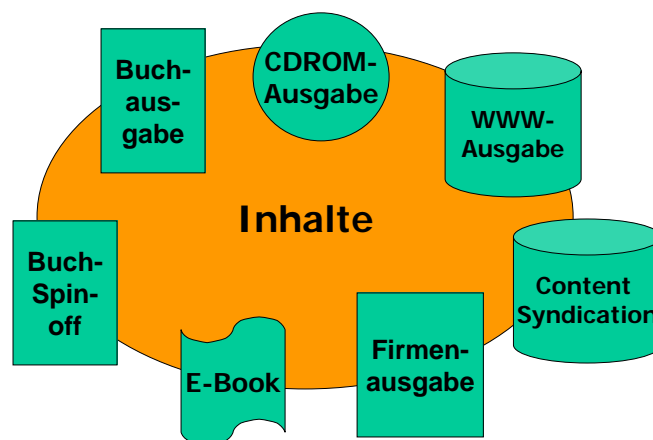 Buch-
aus-
gabe
CDROM-
Ausgabe
WWW-
Ausgabe
Inhalte
Buch-
Spin-
off
Content
Syndication
E-Book
Firmen-
ausgabe